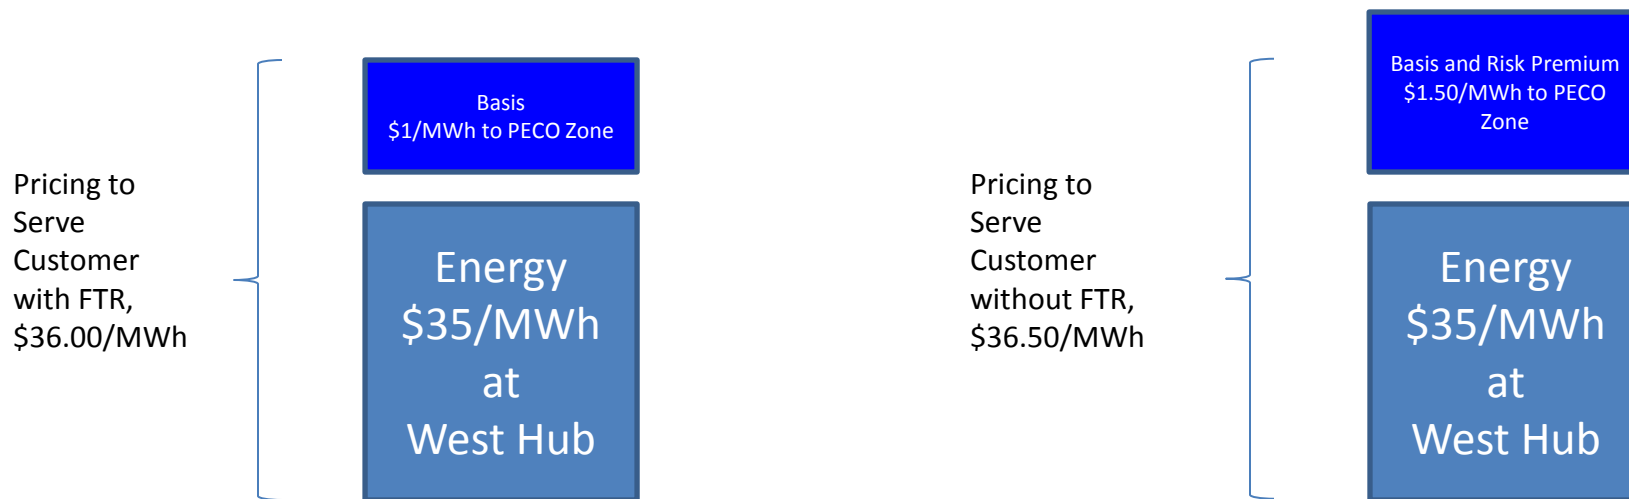 Pricing to
Serve
Customer
with FTR,
$36.00/MWh
Basis
$1/MWh to PECO Zone
Energy
$35/MWh
at
West Hub
Pricing to
Serve
Customer
without FTR,
$36.50/MWh
Basis and Risk Premium
$1.50/MWh to PECO
Zone
Energy
$35/MWh
at
West Hub